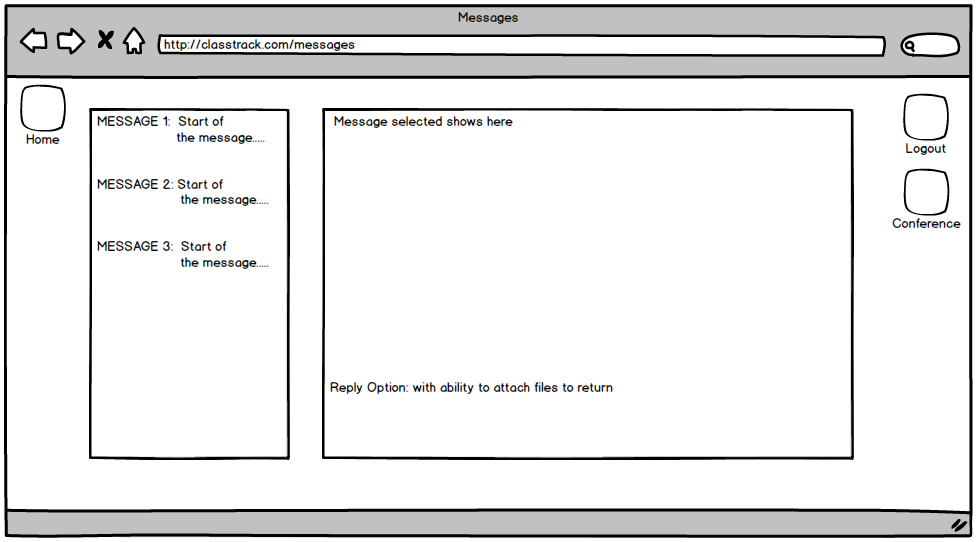 Messages
http://classtrack.com/messages
Home
MESSAGE 1:  Start of
the message.....
MESSAGE 2: Start of
the message.....
MESSAGE 3:  Start of
the message.....
Message selected shows here
Reply Option: with ability to attach files to return
Logout
Conference